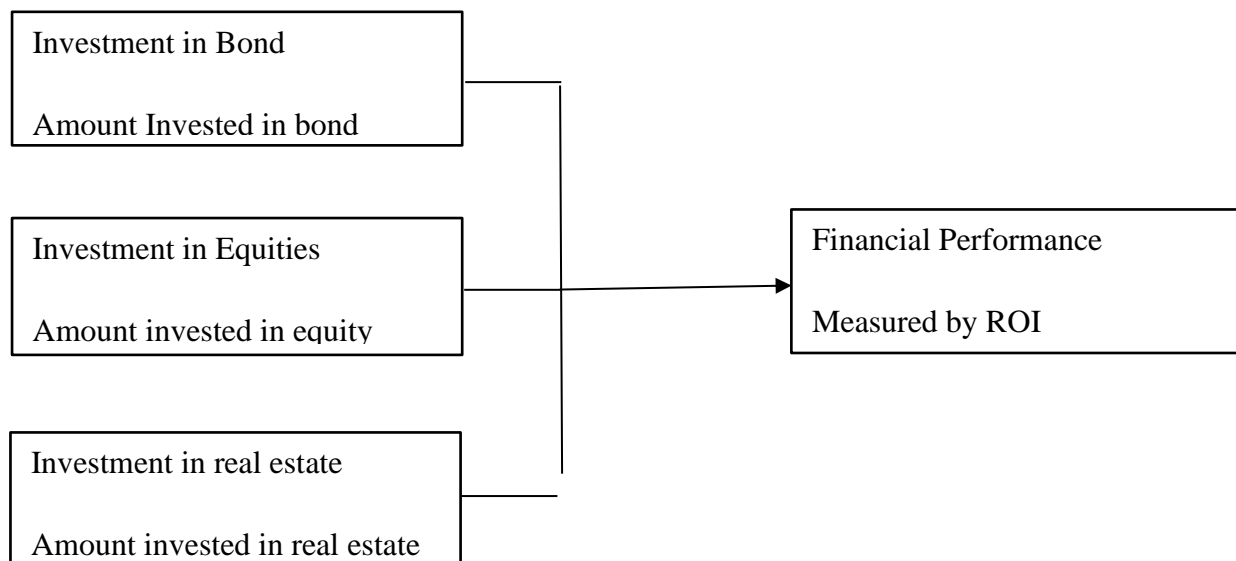 Investment in Bond
Amount Invested in bond
Investment in Equities
Amount invested in equity
Financial Performance
Measured by ROI
Investment in real estate
Amount invested in real estate